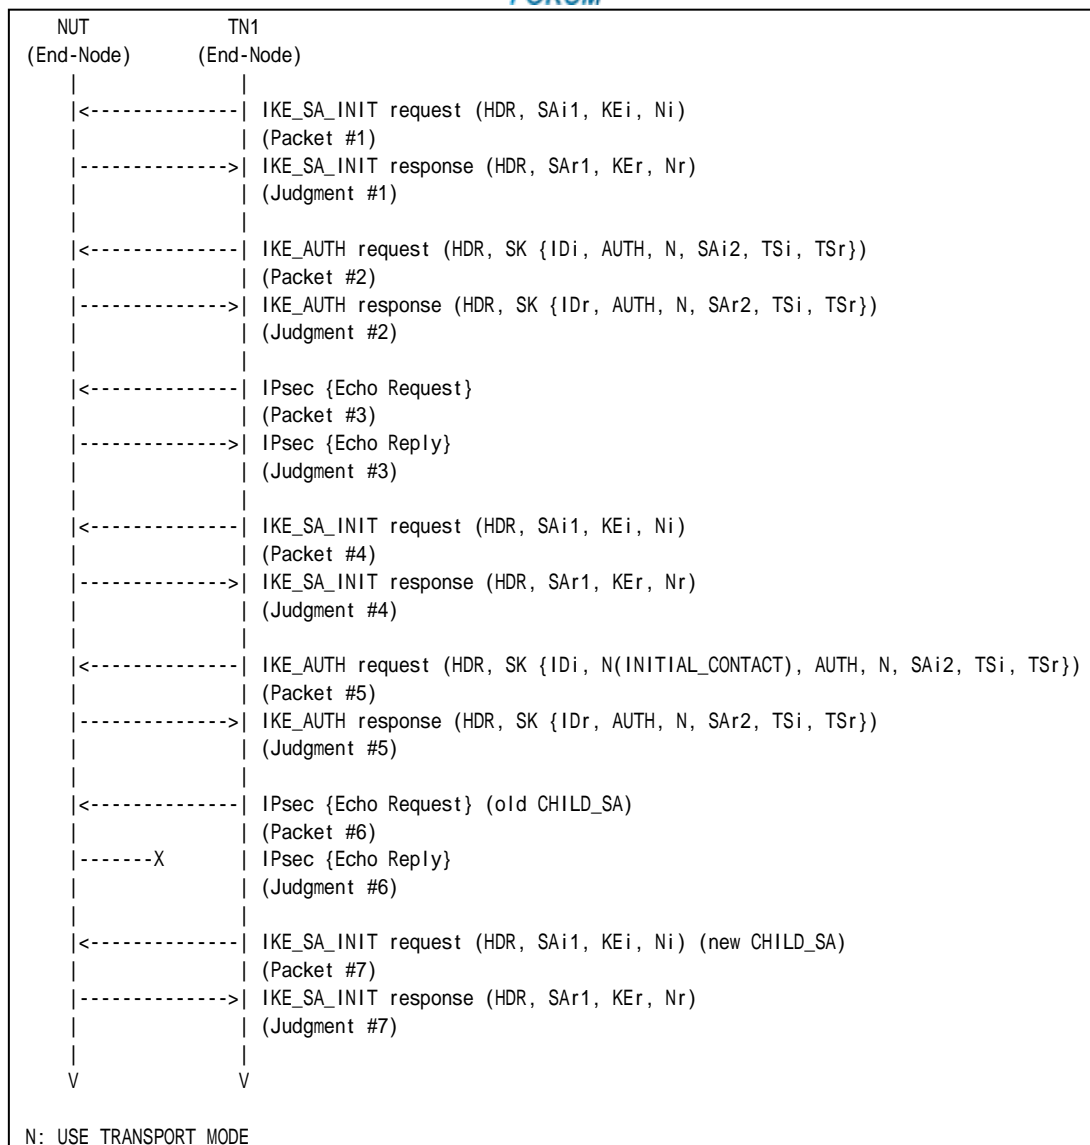 FORUM
NUT TN1
(End-Node) (End-Node)
| |
|<--------------| IKE_SA_INIT request (HDR, SAi1, KEi, Ni)
| | (Packet #1)
|-------------->| IKE_SA_INIT response (HDR, SAr1, KEr, Nr)
| | (Judgment #1)
| |
|<--------------| IKE_AUTH request (HDR, SK {IDi, AUTH, N, SAi2, TSi, TSr})
| | (Packet #2)
|-------------->| IKE_AUTH response (HDR, SK {IDr, AUTH, N, SAr2, TSi, TSr})
| | (Judgment #2)
| |
|<--------------| IPsec {Echo Request}
| | (Packet #3)
|-------------->| IPsec {Echo Reply}
| | (Judgment #3)
| |
|<--------------| IKE_SA_INIT request (HDR, SAi1, KEi, Ni)
| | (Packet #4)
|-------------->| IKE_SA_INIT response (HDR, SAr1, KEr, Nr)
| | (Judgment #4)
| |
|<--------------| IKE_AUTH request (HDR, SK {IDi, N(INITIAL_CONTACT), AUTH, N, SAi2, TSi, TSr})
| | (Packet #5)
|-------------->| IKE_AUTH response (HDR, SK {IDr, AUTH, N, SAr2, TSi, TSr})
| | (Judgment #5)
| |
|<--------------| IPsec {Echo Request} (old CHILD_SA)
| | (Packet #6)
|-------X | IPsec {Echo Reply}
| | (Judgment #6)
| |
|<--------------| IKE_SA_INIT request (HDR, SAi1, KEi, Ni) (new CHILD_SA)
| | (Packet #7)
|-------------->| IKE_SA_INIT response (HDR, SAr1, KEr, Nr)
| | (Judgment #7)
| |
V V
N: USE TRANSPORT MODE